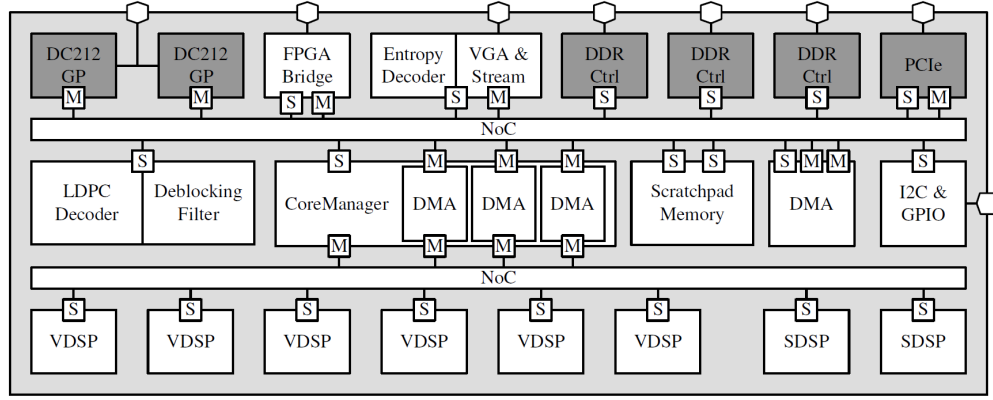 DC212
GP
M
DC212
GP
M
FPGA
Bridge
S
M
Entropy
Decoder
S
VGA &
Stream
M
DDR
Ctrl
S
DDR
Ctrl
S
DDR
Ctrl
S
PCIe
S
M
NoC
S
LDPC
Decoder
Deblocking
Filter
S
CoreManager
M
M
DMA
M
M
DMA
M
M
DMA
M
S
S
Scratchpad
Memory
S
M
M
DMA
S
I2C &
GPIO
NoC
S
VDSP
S
VDSP
S
VDSP
S
VDSP
S
VDSP
S
VDSP
S
SDSP
S
SDSP